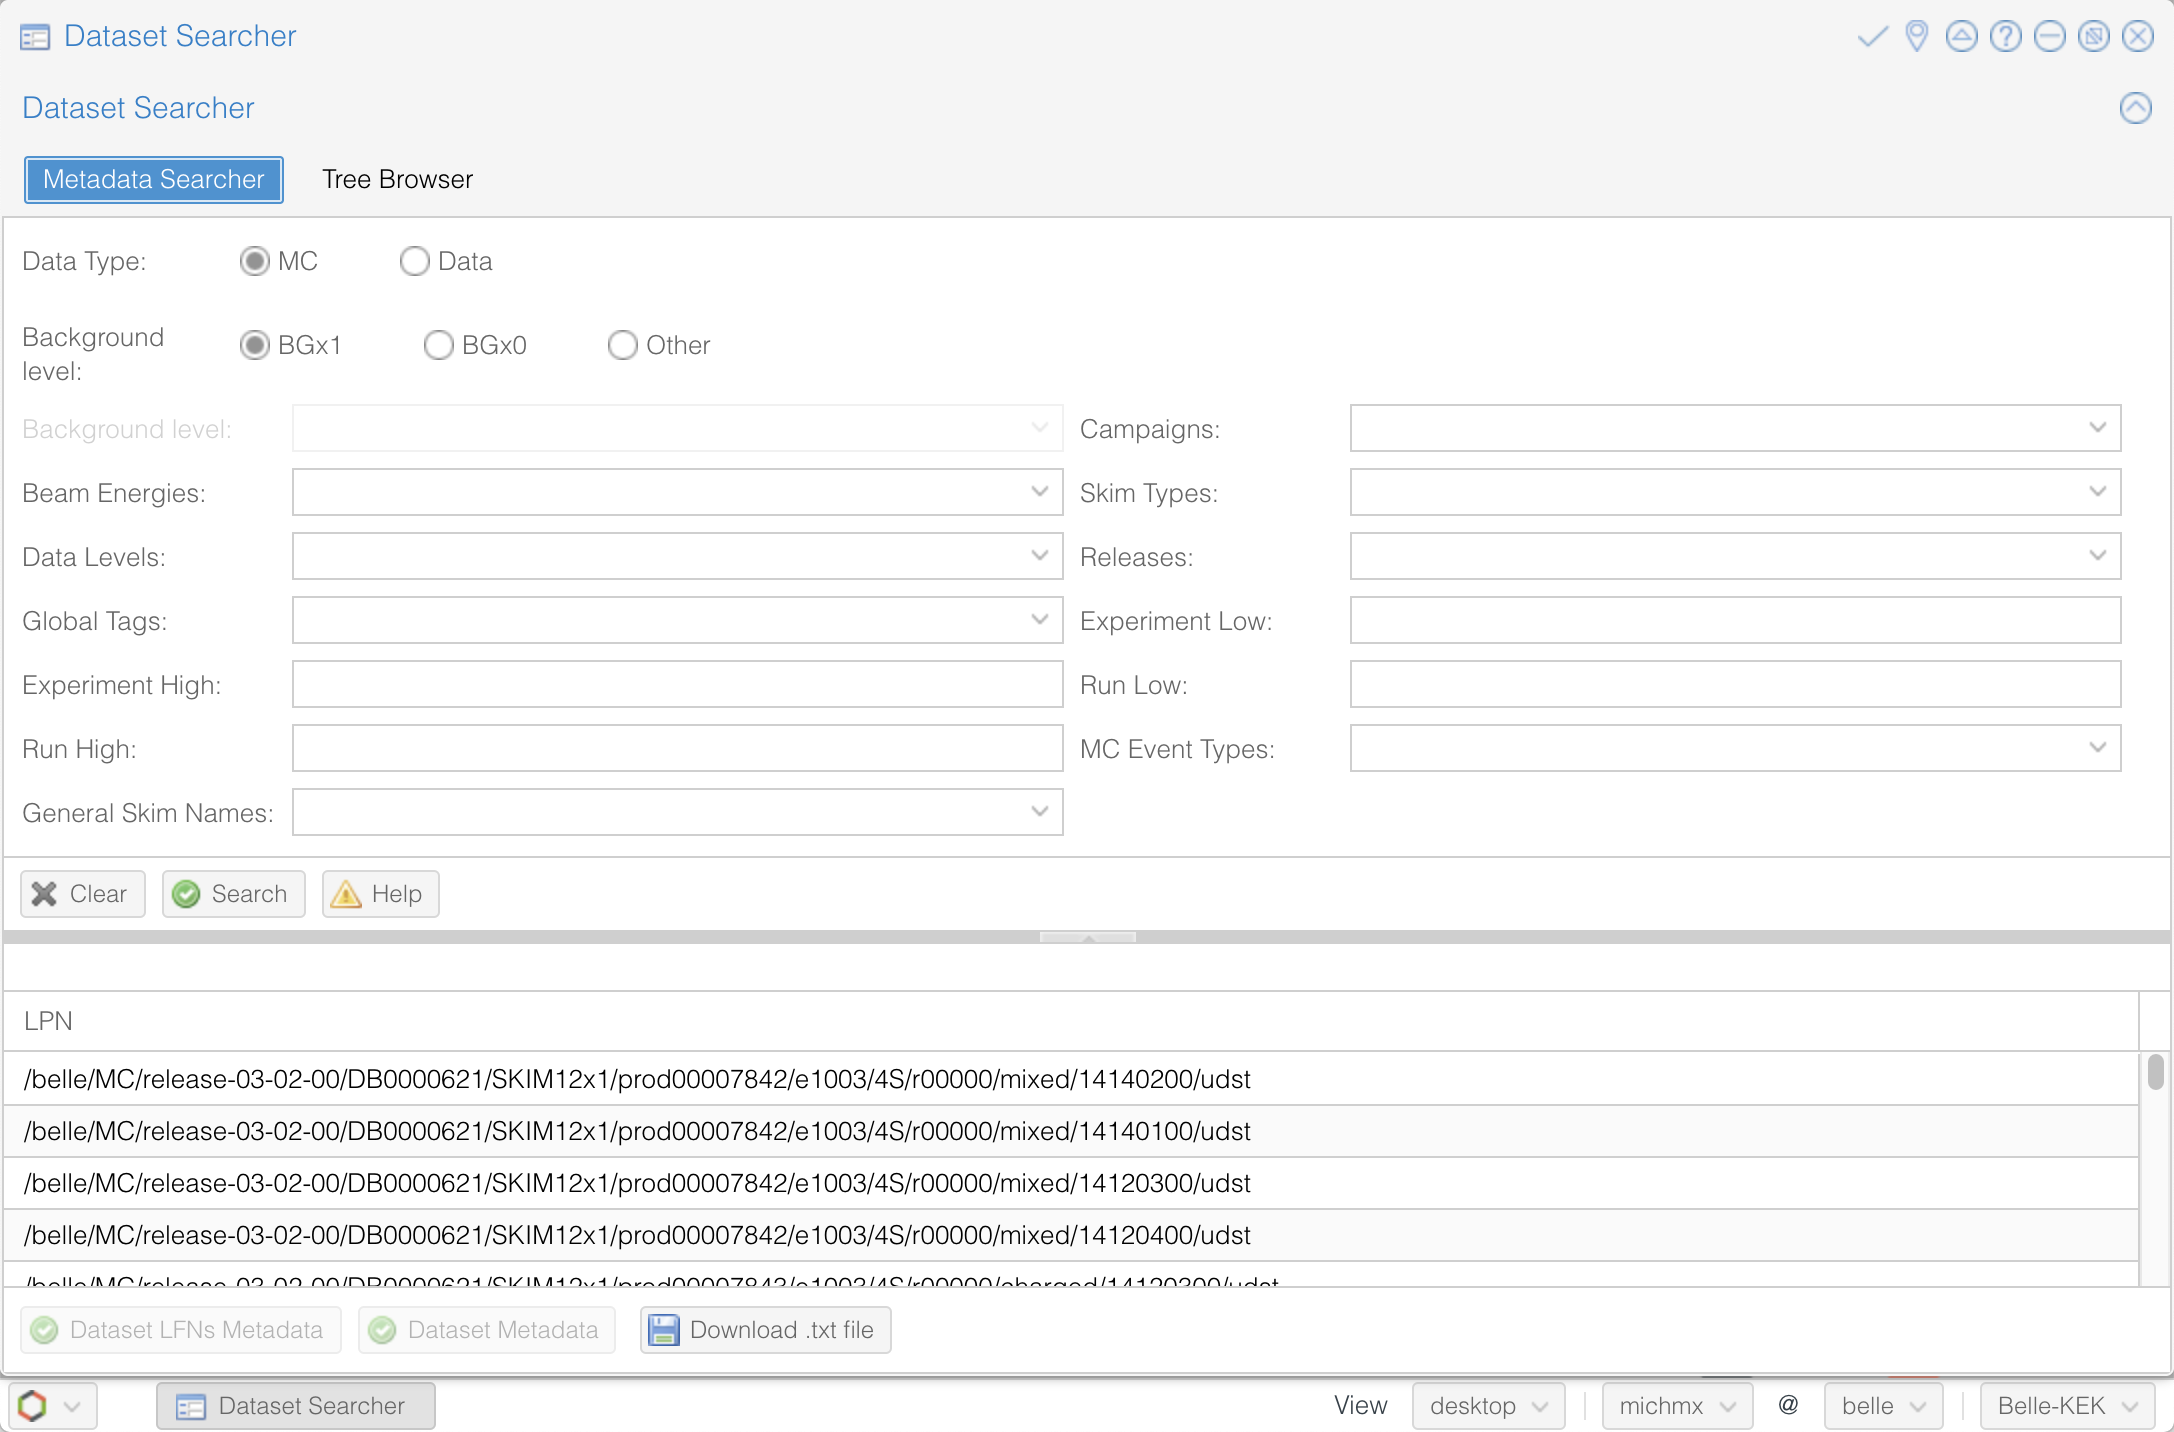 Dataset Searcher
Dataset Searcher
Metadata Searcher Tree Browser
Data Type: MC Data
Background level: BGx1 BGx0 Other
Background level: Campaigns:
Beam Energies: Skim Types:
Data Levels: Releases:
Global Tags: Experiment Low:
Experiment High: Run Low:
Run High: MC Event Types:
General Skim Names:
Clear Search Help
LPN
/belle/MC/release-03-02-00/DB0000621/SKIM12x1/prod00007842/e1003/4S/r00000/mixed/14140200/udst
/belle/MC/release-03-02-00/DB0000621/SKIM12x1/prod00007842/e1003/4S/r00000/mixed/14140100/udst
/belle/MC/release-03-02-00/DB0000621/SKIM12x1/prod00007842/e1003/4S/r00000/mixed/14120300/udst
/belle/MC/release-03-02-00/DB0000621/SKIM12x1/prod00007842/e1003/4S/r00000/mixed/14120400/udst
Dataset LFNs Metadata Dataset Metadata Download .txt file
Dataset Searcher View desktop michmx @ belle Belle-KEK